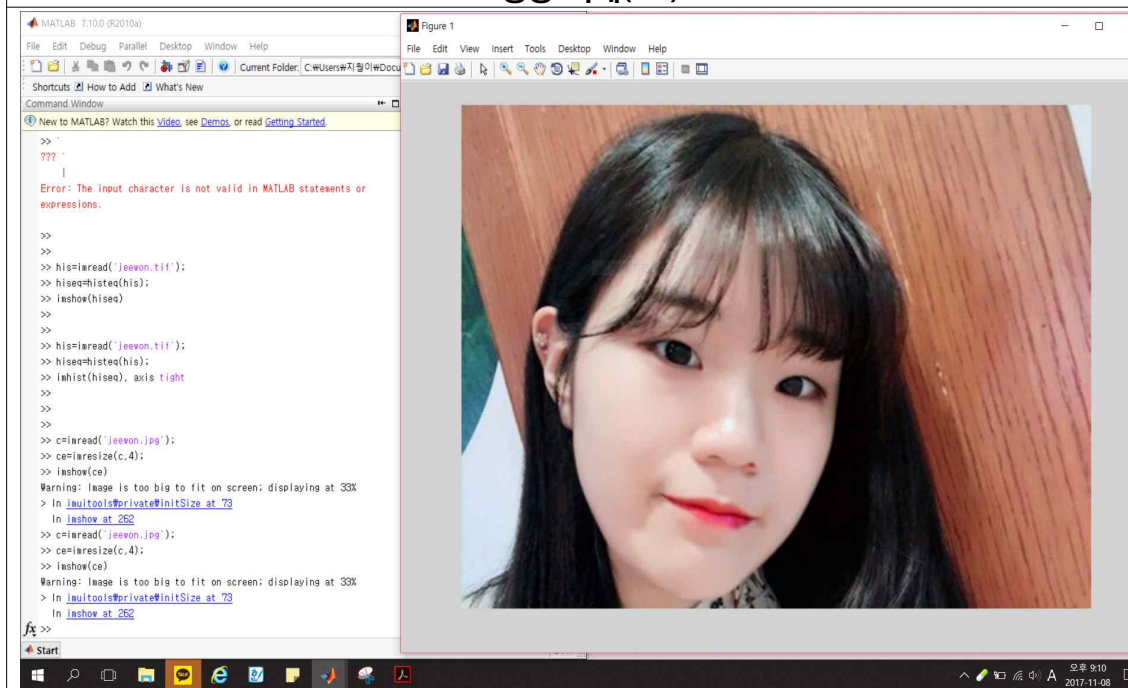 MATLAB 7.10.0 (R2010a)
File Edit Debug Parallel Desktop Window Help
Current Folder: C:₩Users₩지원이₩Docu
Shortcuts How to Add What's New
Command Window
New to MATLAB? Watch this Video, see Demos, or read Getting Started.
>> `
??? `
|
Error: The input character is not valid in MATLAB statements or
expressions.
>>
>>
>> his=imread('jeewon.tif');
>> hiseq=histeq(his);
>> imshow(hiseq)
>>
>>
>> his=imread('jeewon.tif');
>> hiseq=histeq(his);
>> imhist(hiseq), axis tight
>>
>>
>>
>> c=imread('jeewon.jpg');
>> ce=imresize(c,4);
>> imshow(ce)
Warning: Image is too big to fit on screen; displaying at 33%
> In imuitools₩private₩initSize at 73
In imshow at 262
>> c=imread('jeewon.jpg');
>> ce=imresize(c,4);
>> imshow(ce)
Warning: Image is too big to fit on screen; displaying at 33%
> In imuitools₩private₩initSize at 73
In imshow at 262
fx >>
Start
Figure 1
File Edit View Insert Tools Desktop Window Help
TALK
A
오후 9:10
2017-11-08